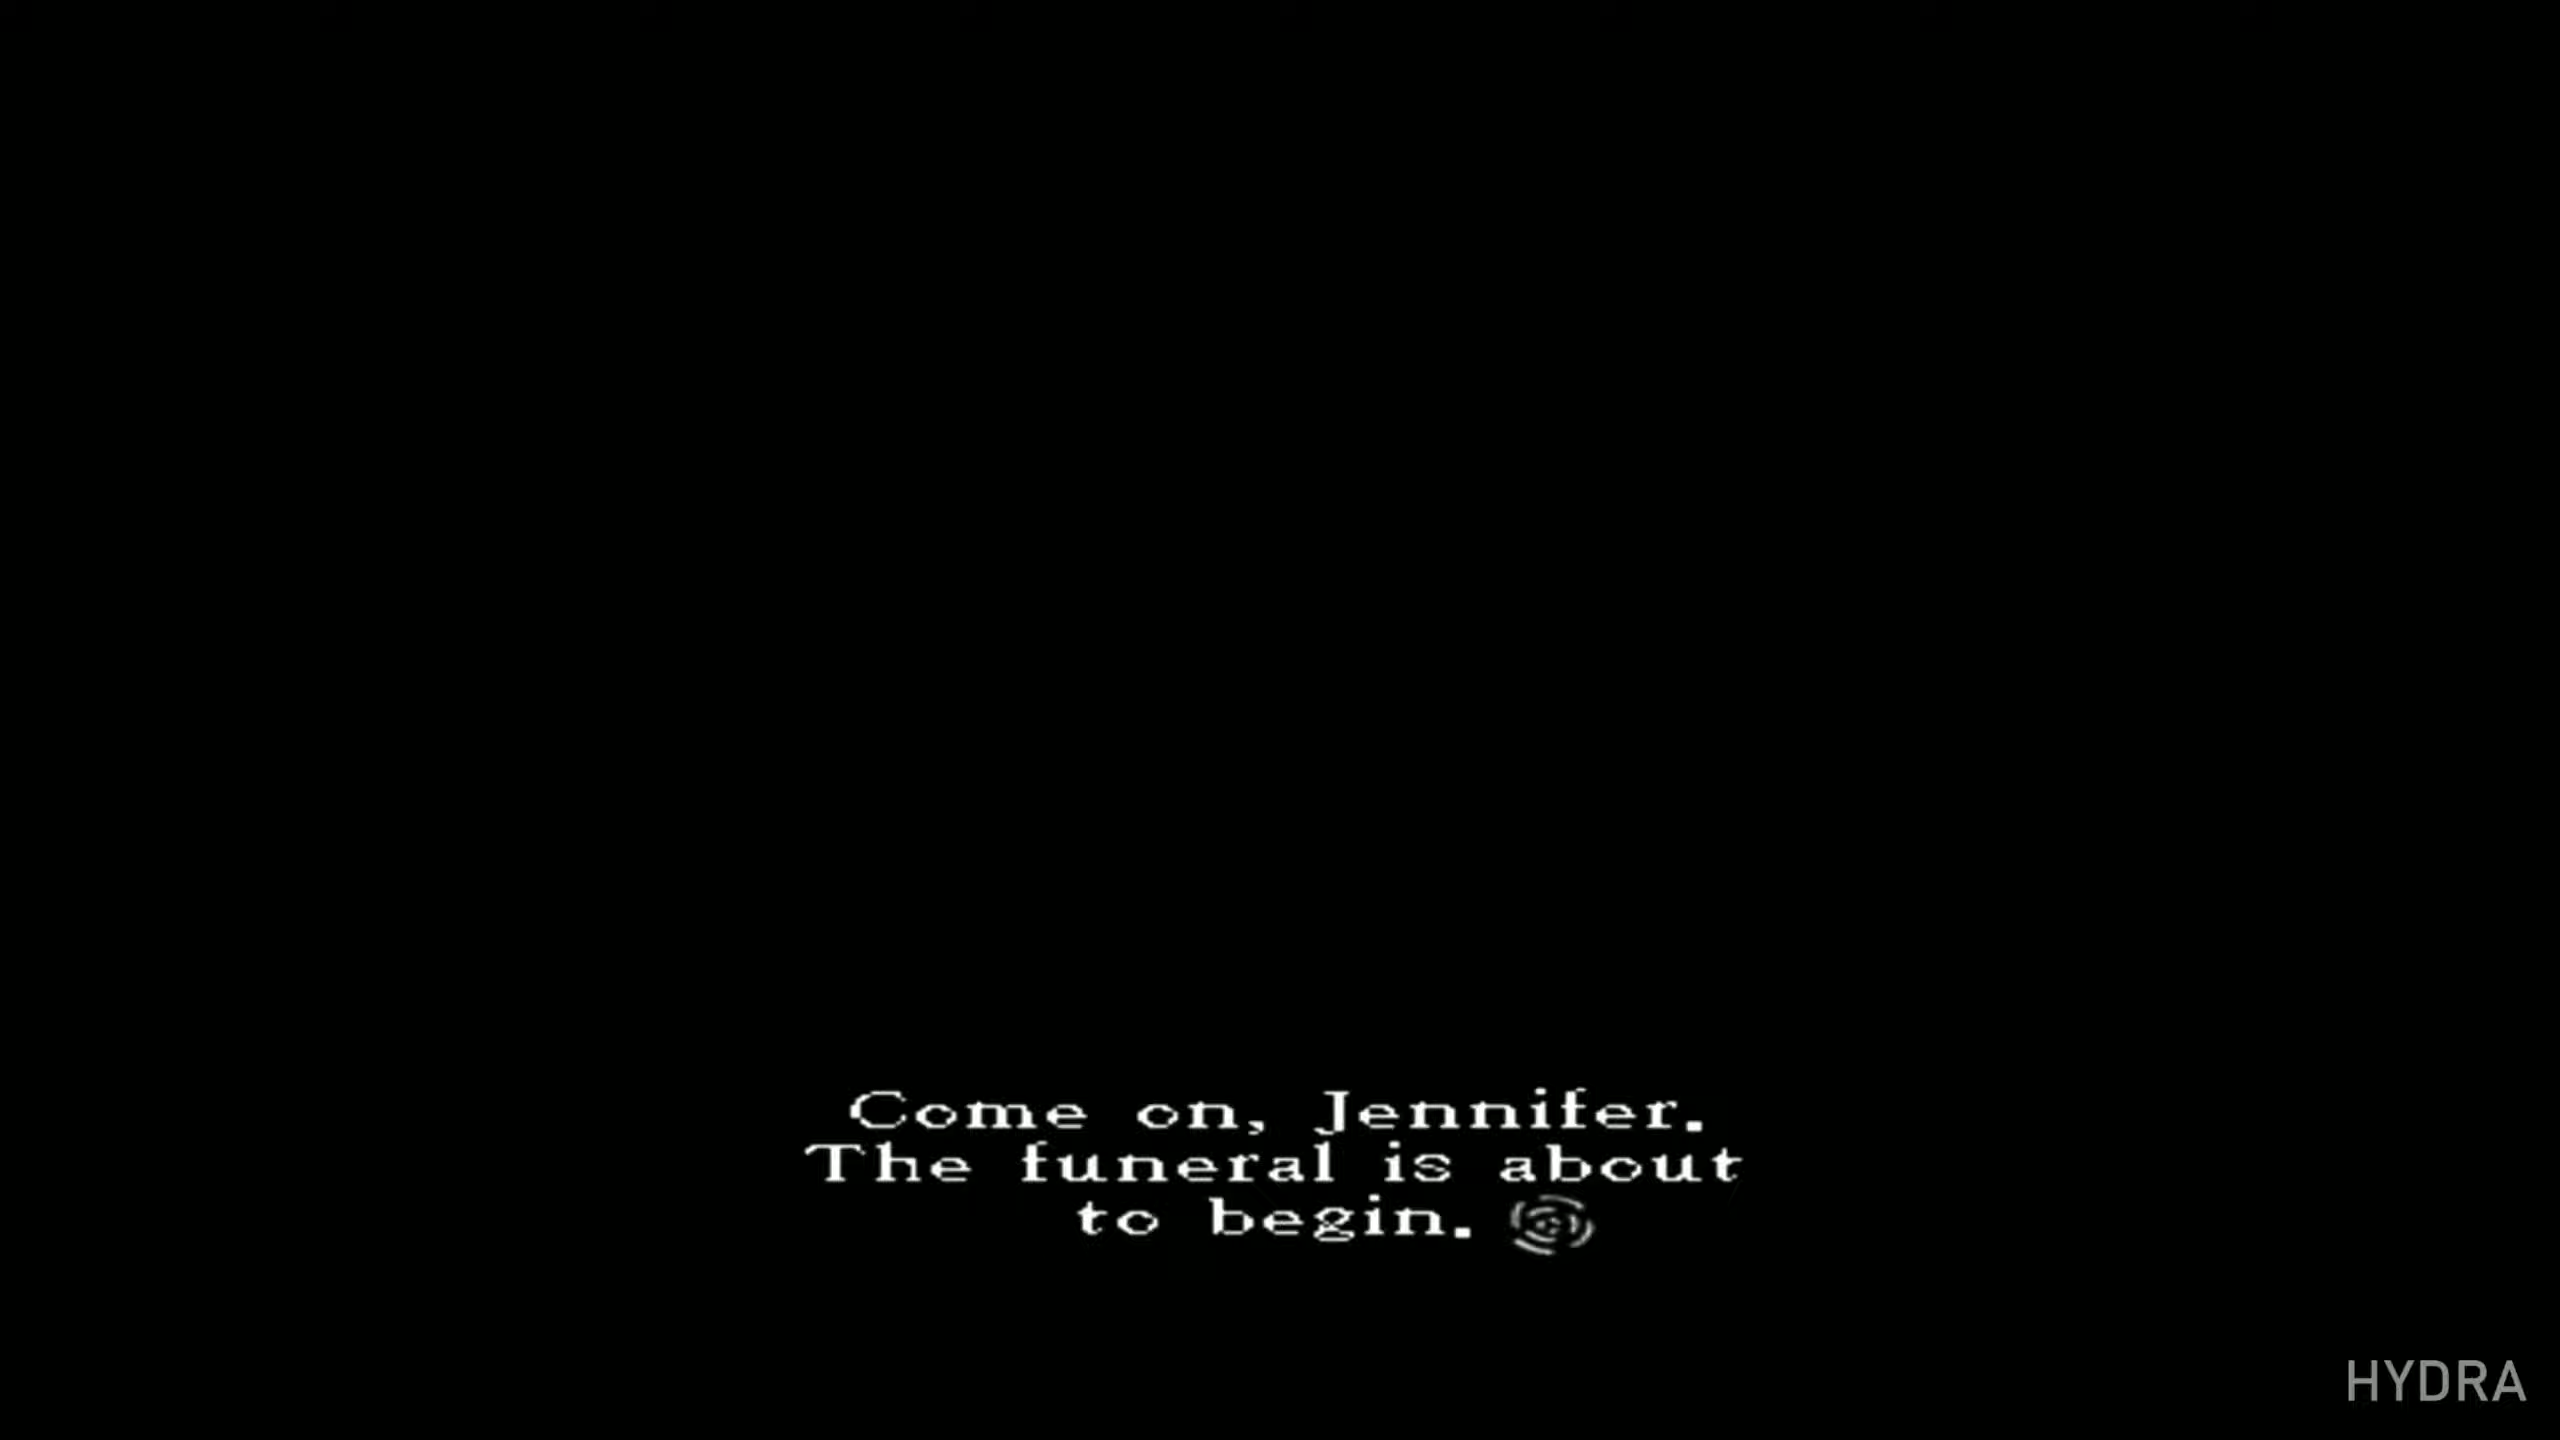 Come on, Jennifer.
The funeral is about
to begin.
HYDRA